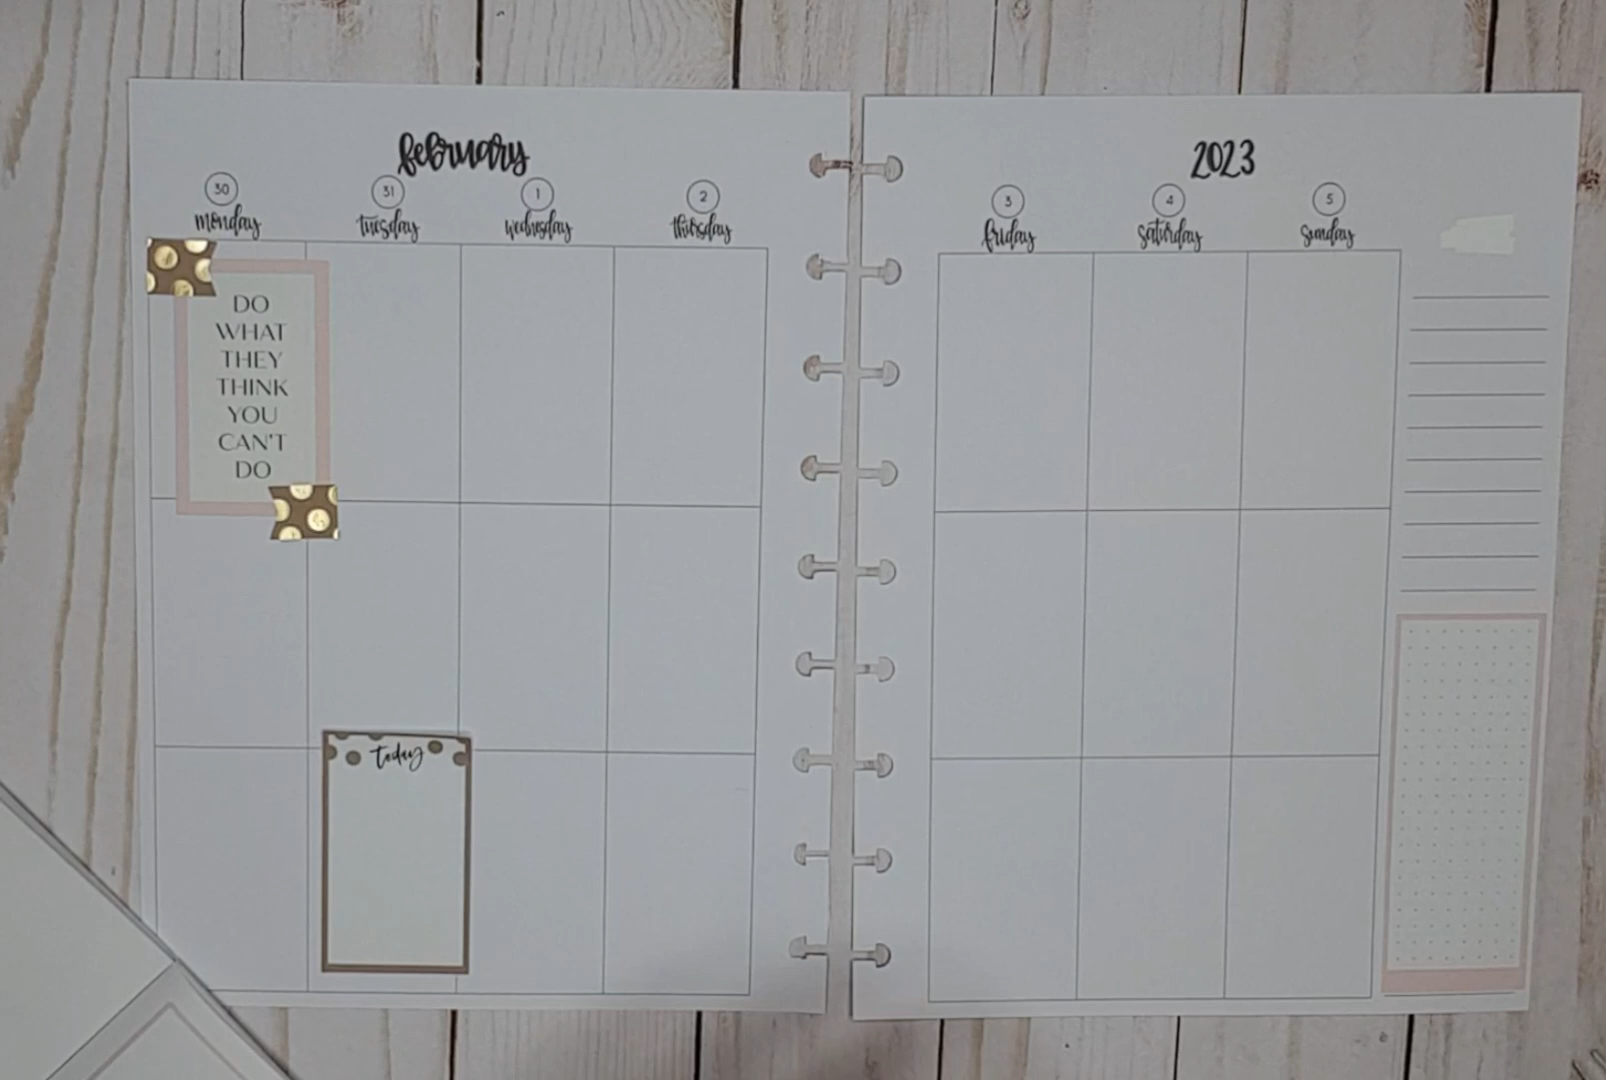 february
30
31
1
2
monday
tuesday
wednesday
thursday
DO
WHAT
THEY
THINK
YOU
CAN'T
DO
today
2023
3
4
5
friday
saturday
sunday